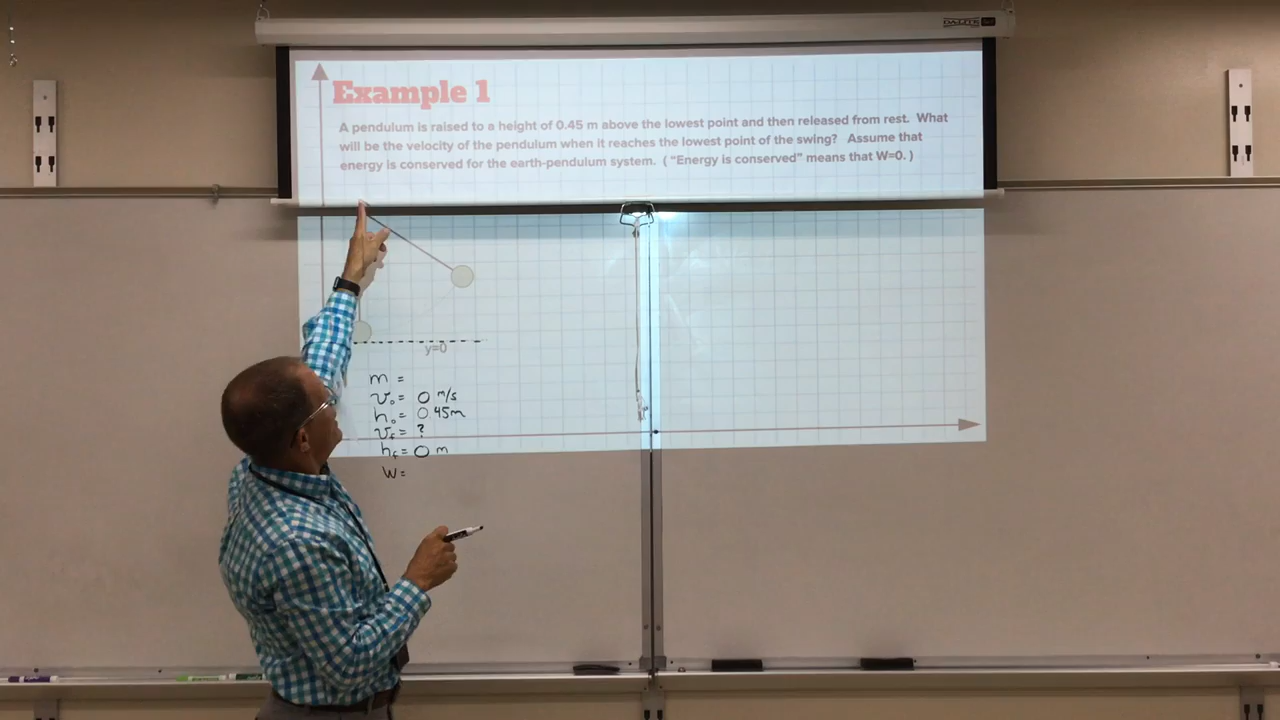 DA-LITE
Example 1
A pendulum is raised to a height of 0.45 m above the lowest point and then released from rest. What
will be the velocity of the pendulum when it reaches the lowest point of the swing? Assume that
energy is conserved for the earth-pendulum system. ( "Energy is conserved" means that W=0. )
y=0
m =
v₀ = 0 m/s
h₀ = 0.45m
v_f = ?
h_f = 0 m
W =